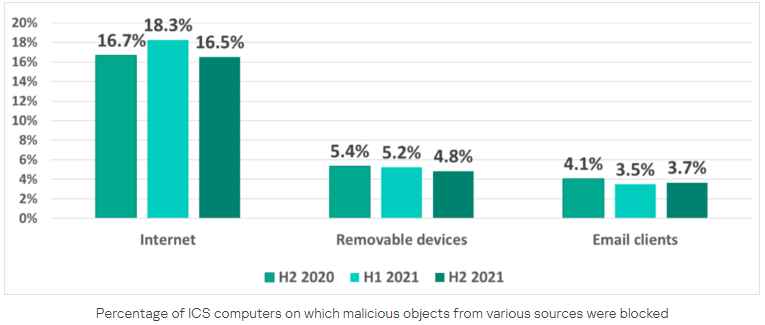 20%
18%
16%
14%
12%
10%
8%
6%
4%
2%
0%
16.7%
18.3%
16.5%
5.4%
5.2%
4.8%
4.1%
3.5%
3.7%
Internet
Removable devices
Email clients
H2 2020
H1 2021
H2 2021
Percentage of ICS computers on which malicious objects from various sources were blocked